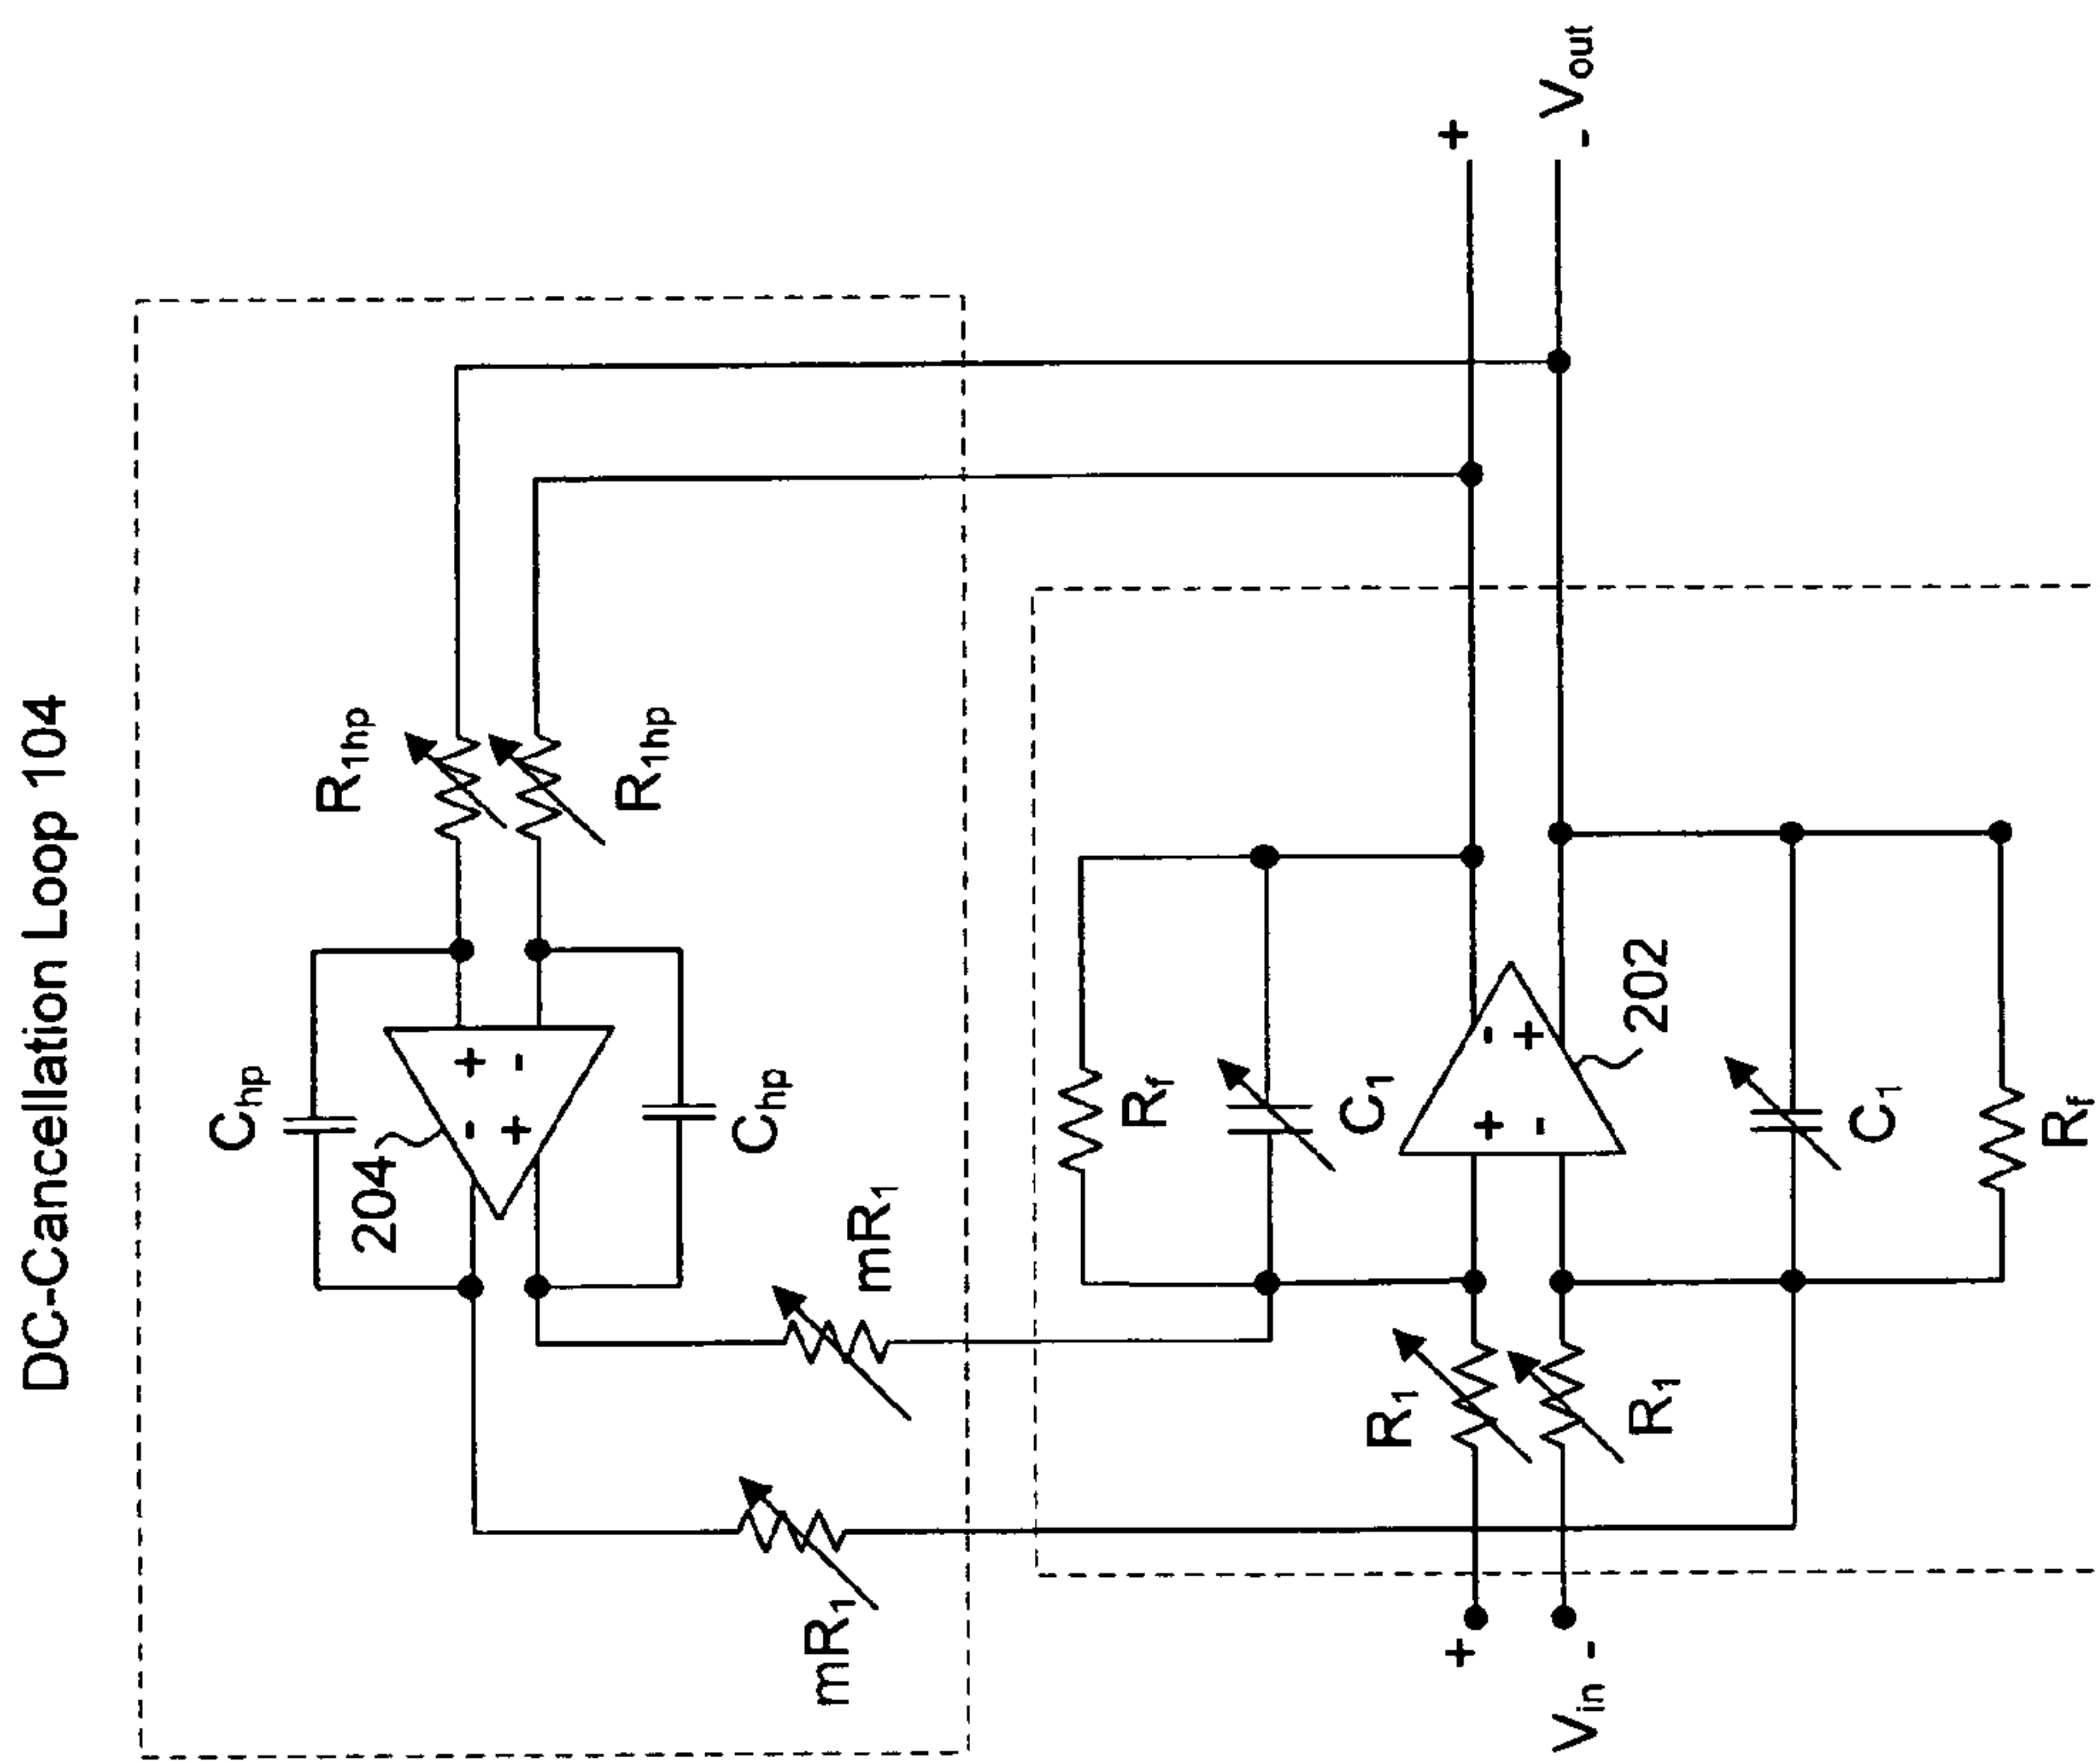 DC-Cancellation Loop 104
C_hp
204
+ -
- +
C_hp
R_1hp
R_1hp
mR_1
mR_1
R_f
C_1
+
V_in -
R_1
R_1
+ -
- +
202
+
- V_out
C_1
R_f